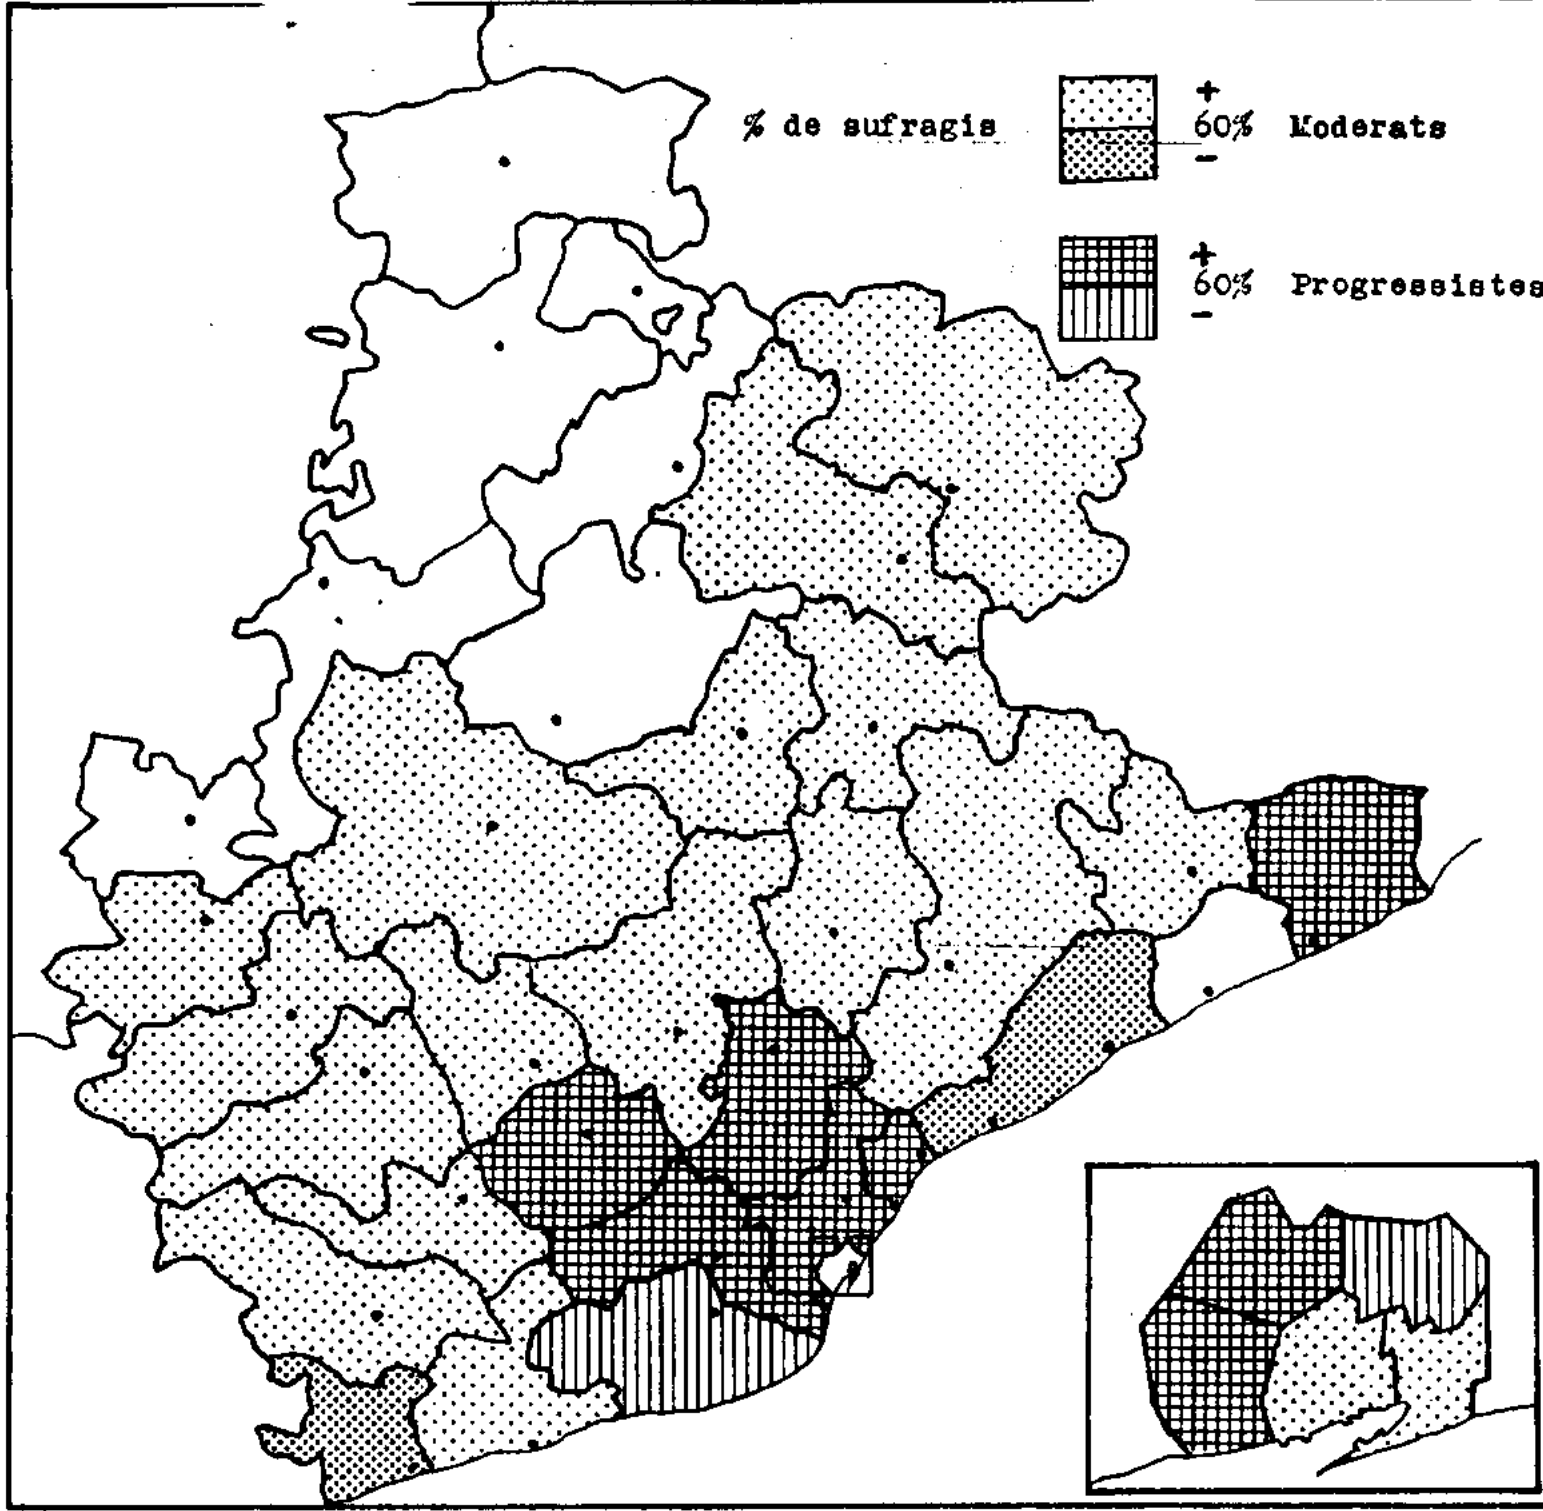 % de sufragis
+
60% Moderats
-
+
60% Progressistes
-